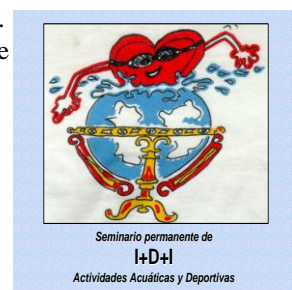 .
e
Seminario permanente de
I+D+I
Actividades Acuáticas y Deportivas